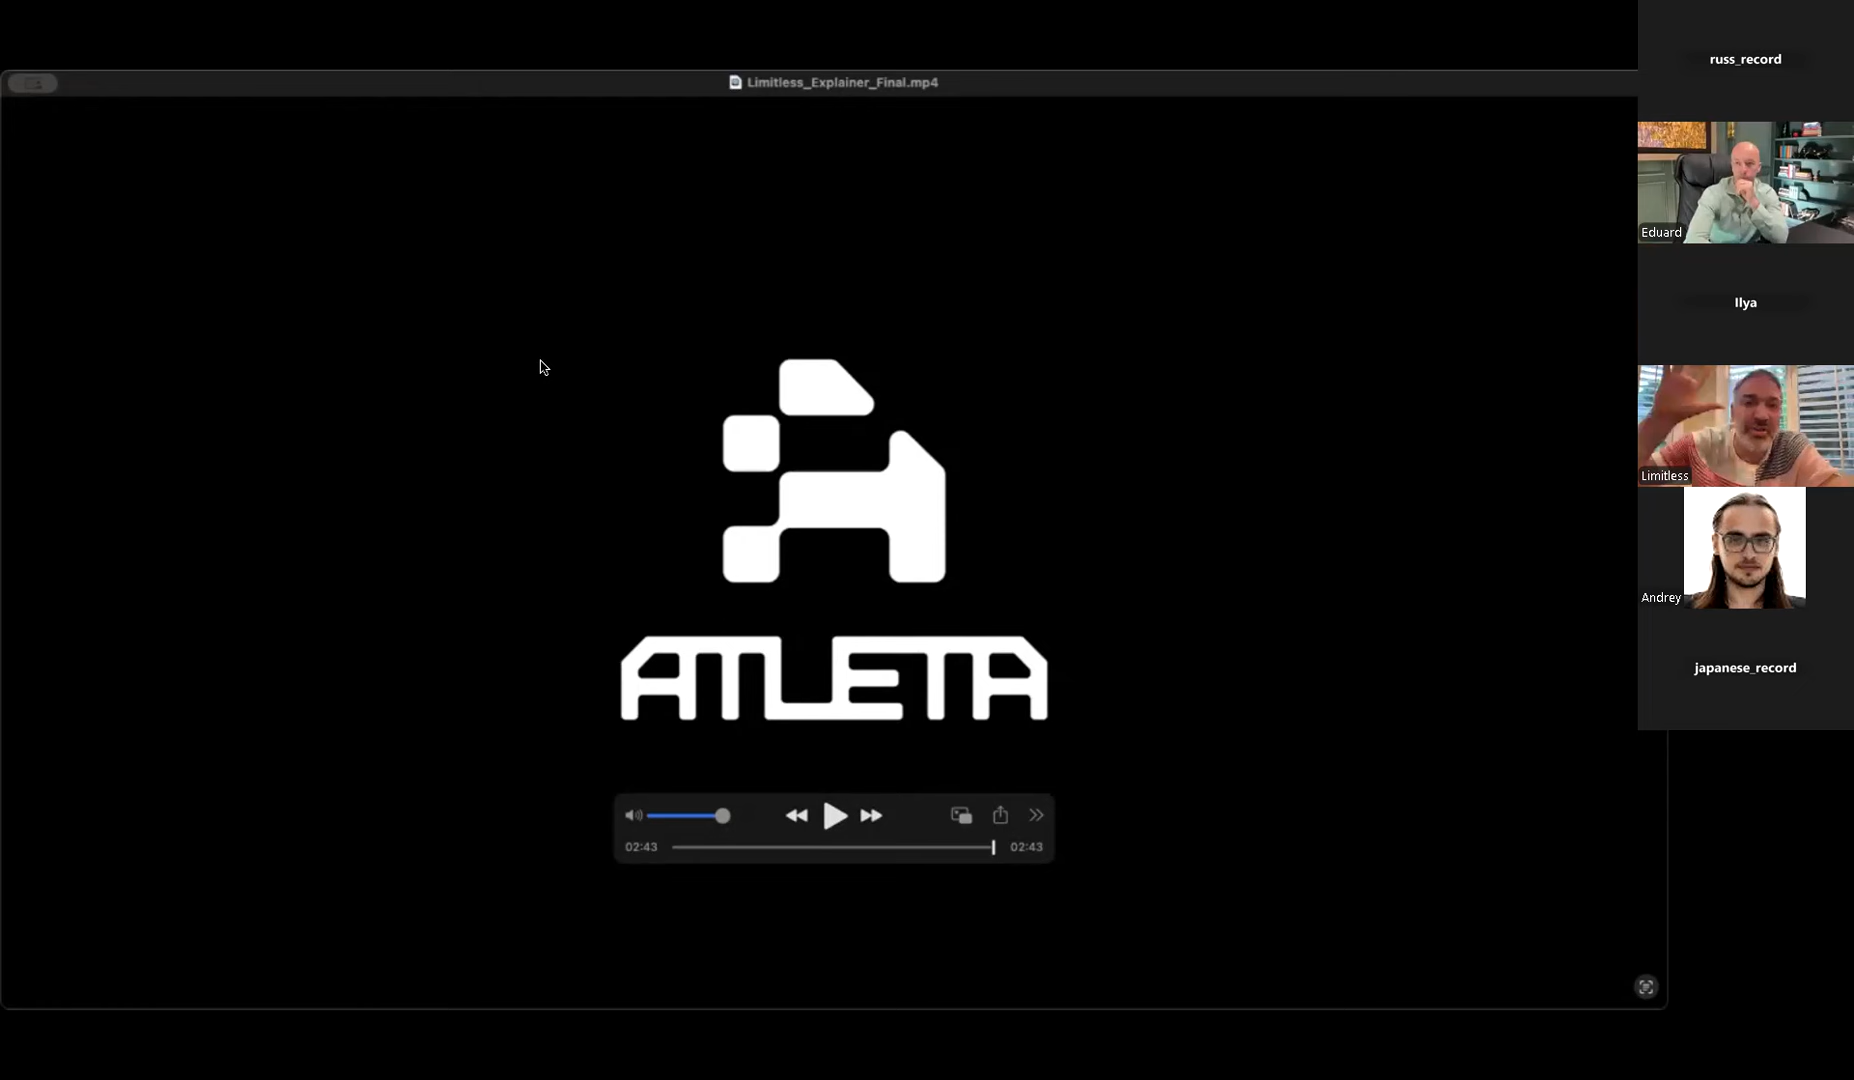 Limitless_Explainer_Final.mp4
ATLETA
02:43
02:43
russ_record
Eduard
Ilya
Limitless
Andrey
japanese_record